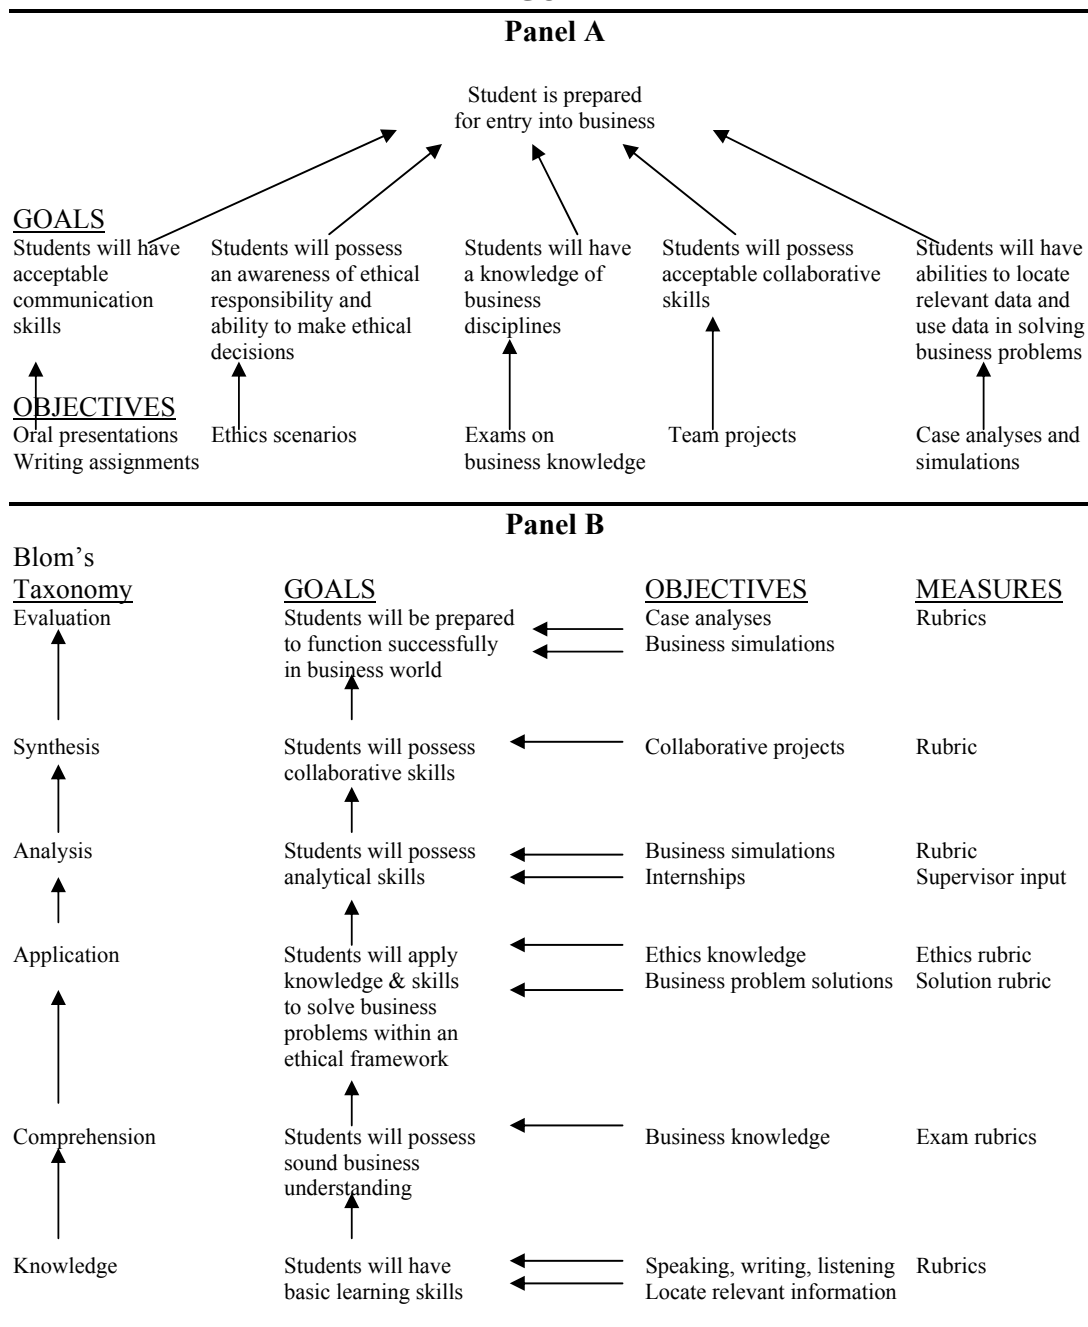 Panel A
Student is prepared
for entry into business
GOALS
Students will have
acceptable
communication
skills
Students will possess
an awareness of ethical
responsibility and
ability to make ethical
decisions
Students will have
a knowledge of
business
disciplines
Students will possess
acceptable collaborative
skills
Students will have
abilities to locate
relevant data and
use data in solving
business problems
OBJECTIVES
Oral presentations
Writing assignments
Ethics scenarios
Exams on
business knowledge
Team projects
Case analyses and
simulations
Panel B
Blom's
Taxonomy
GOALS
OBJECTIVES
MEASURES
Evaluation
Students will be prepared
to function successfully
in business world
Case analyses
Business simulations
Rubrics
Synthesis
Students will possess
collaborative skills
Collaborative projects
Rubric
Analysis
Students will possess
analytical skills
Business simulations
Internships
Rubric
Supervisor input
Application
Students will apply
knowledge & skills
to solve business
problems within an
ethical framework
Ethics knowledge
Business problem solutions
Ethics rubric
Solution rubric
Comprehension
Students will possess
sound business
understanding
Business knowledge
Exam rubrics
Knowledge
Students will have
basic learning skills
Speaking, writing, listening
Locate relevant information
Rubrics